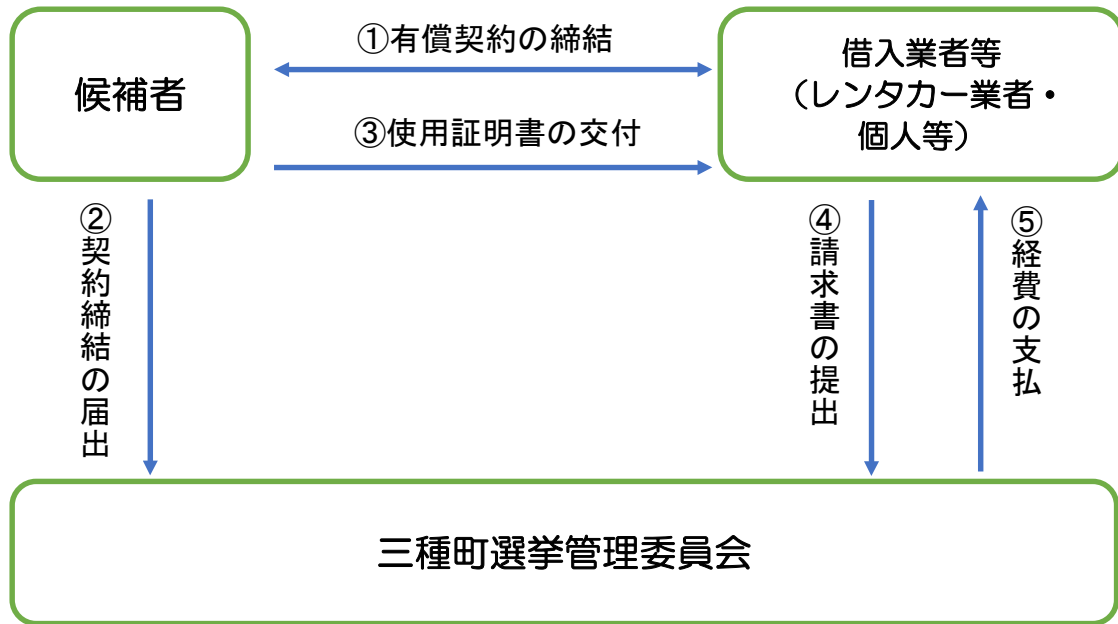 ①有償契約の締結
候補者
借入業者等
（レンタカー業者・
個人等）
③使用証明書の交付
②契約締結の届出
④請求書の提出
⑤経費の支払
三種町選挙管理委員会